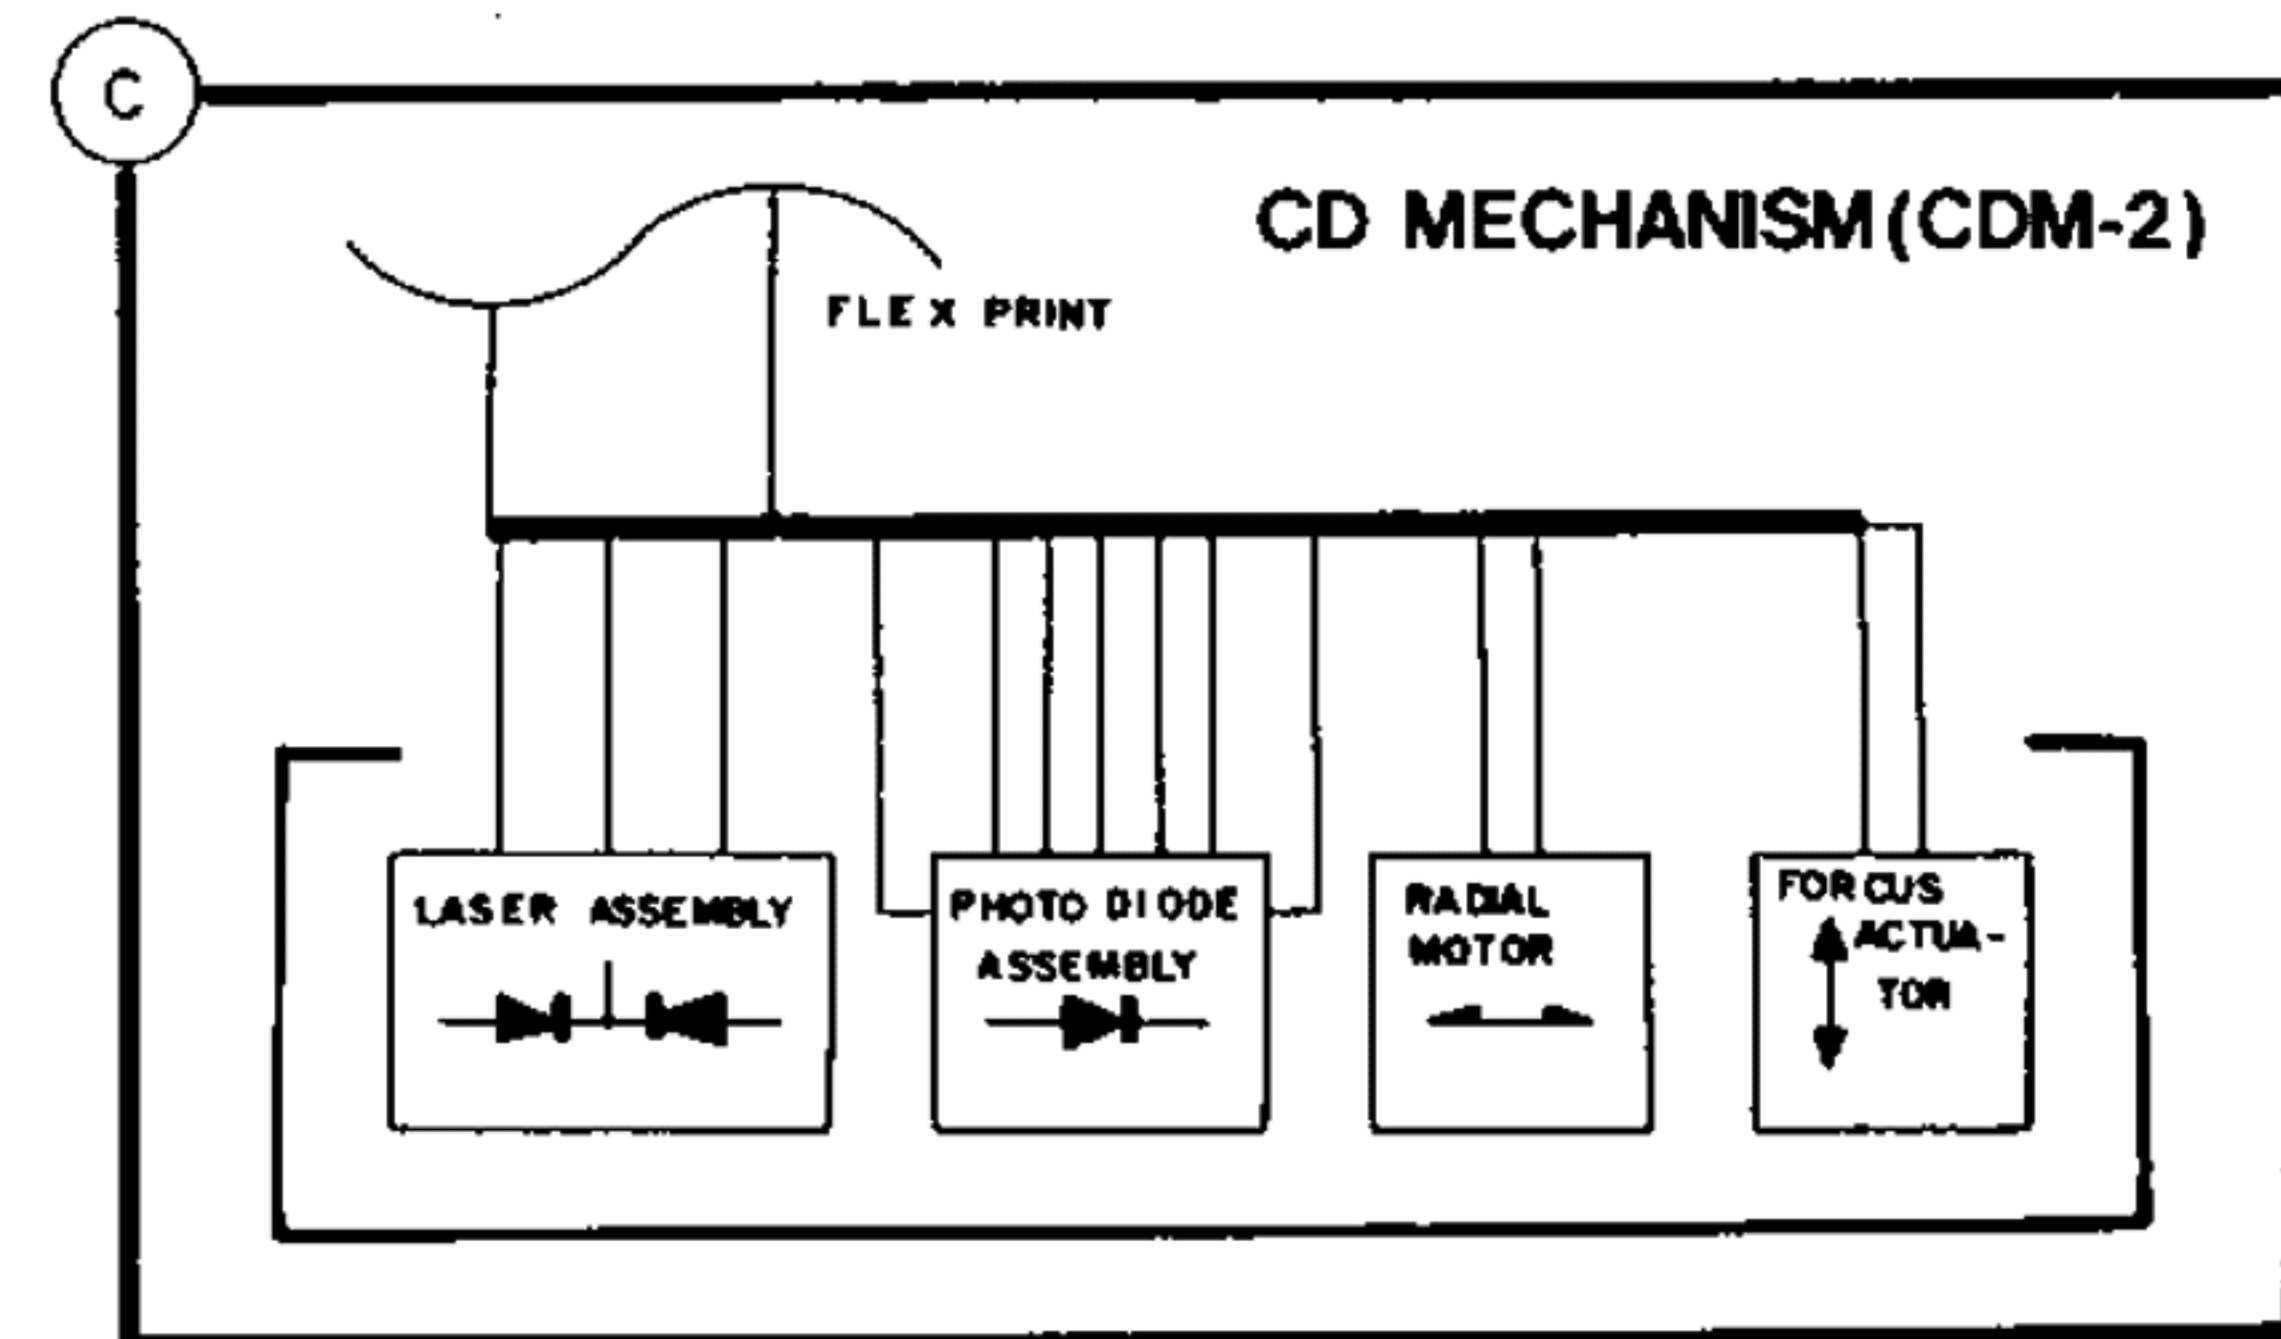 C
CD MECHANISM (CDM-2)
FLEX PRINT
LASER ASSEMBLY
PHOTO DIODE
ASSEMBLY
RADIAL
MOTOR
FORCUS
ACTUA-
TOR